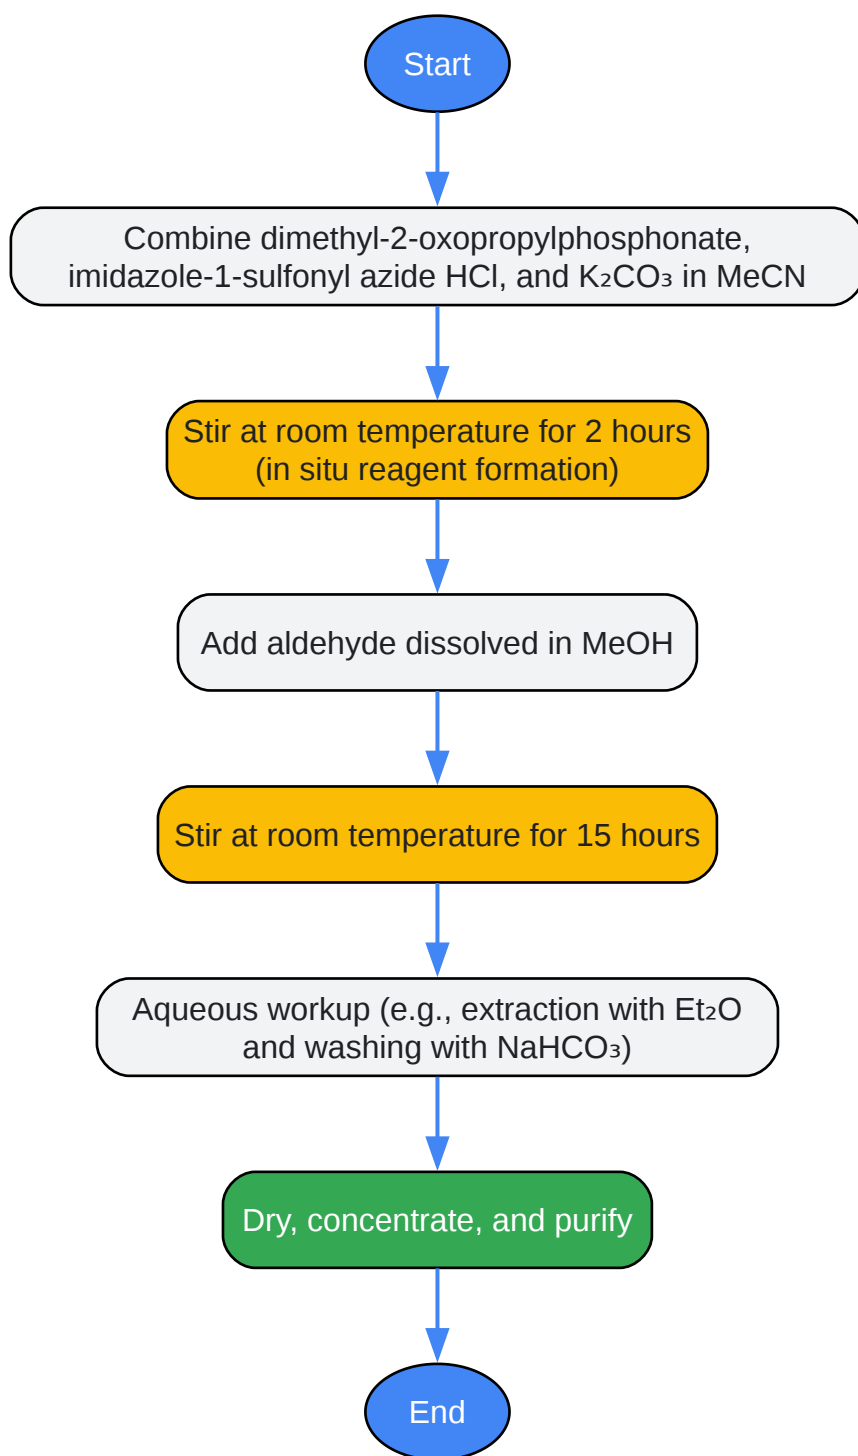 Start
Combine dimethyl-2-oxopropylphosphonate,
imidazole-1-sulfonyl azide HCl, and K₂CO₃ in MeCN
Stir at room temperature for 2 hours
(in situ reagent formation)
Add aldehyde dissolved in MeOH
Stir at room temperature for 15 hours
Aqueous workup (e.g., extraction with Et₂O
and washing with NaHCO₃)
Dry, concentrate, and purify
End